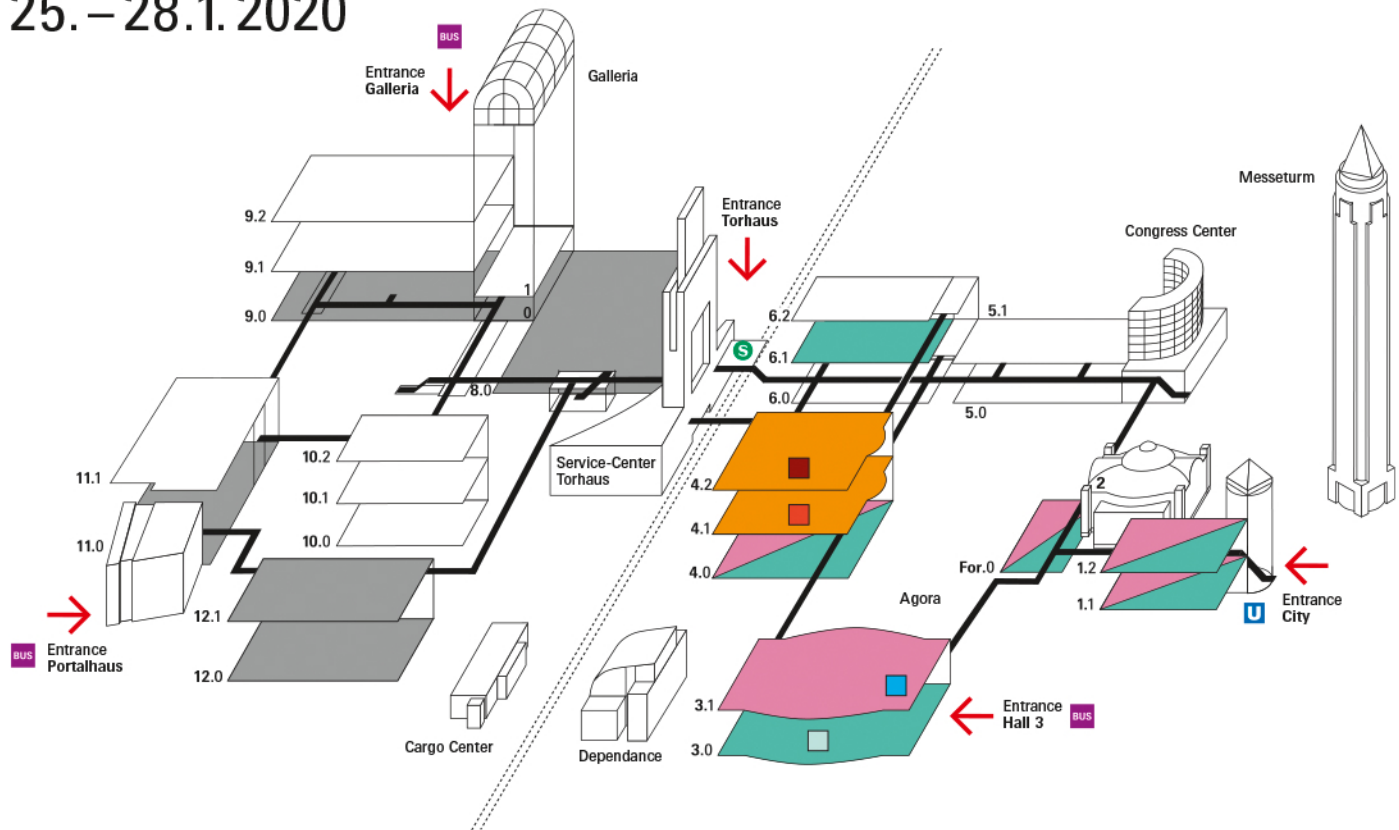 25. – 28.1. 2020
BUS
Entrance
Galleria
Galleria
Messeturm
Entrance
Torhaus
9.2
Congress Center
9.1
1
0
9.0
6.2
5.1
S
6.1
8.0
6.0
5.0
10.2
11.1
Service-Center
Torhaus
4.2
2
10.1
4.1
10.0
11.0
4.0
For.0
1.2
1.1
Entrance
City
U
Agora
12.1
BUS
Entrance
Portalhaus
12.0
3.1
Entrance
Hall 3
BUS
3.0
Cargo Center
Dependance